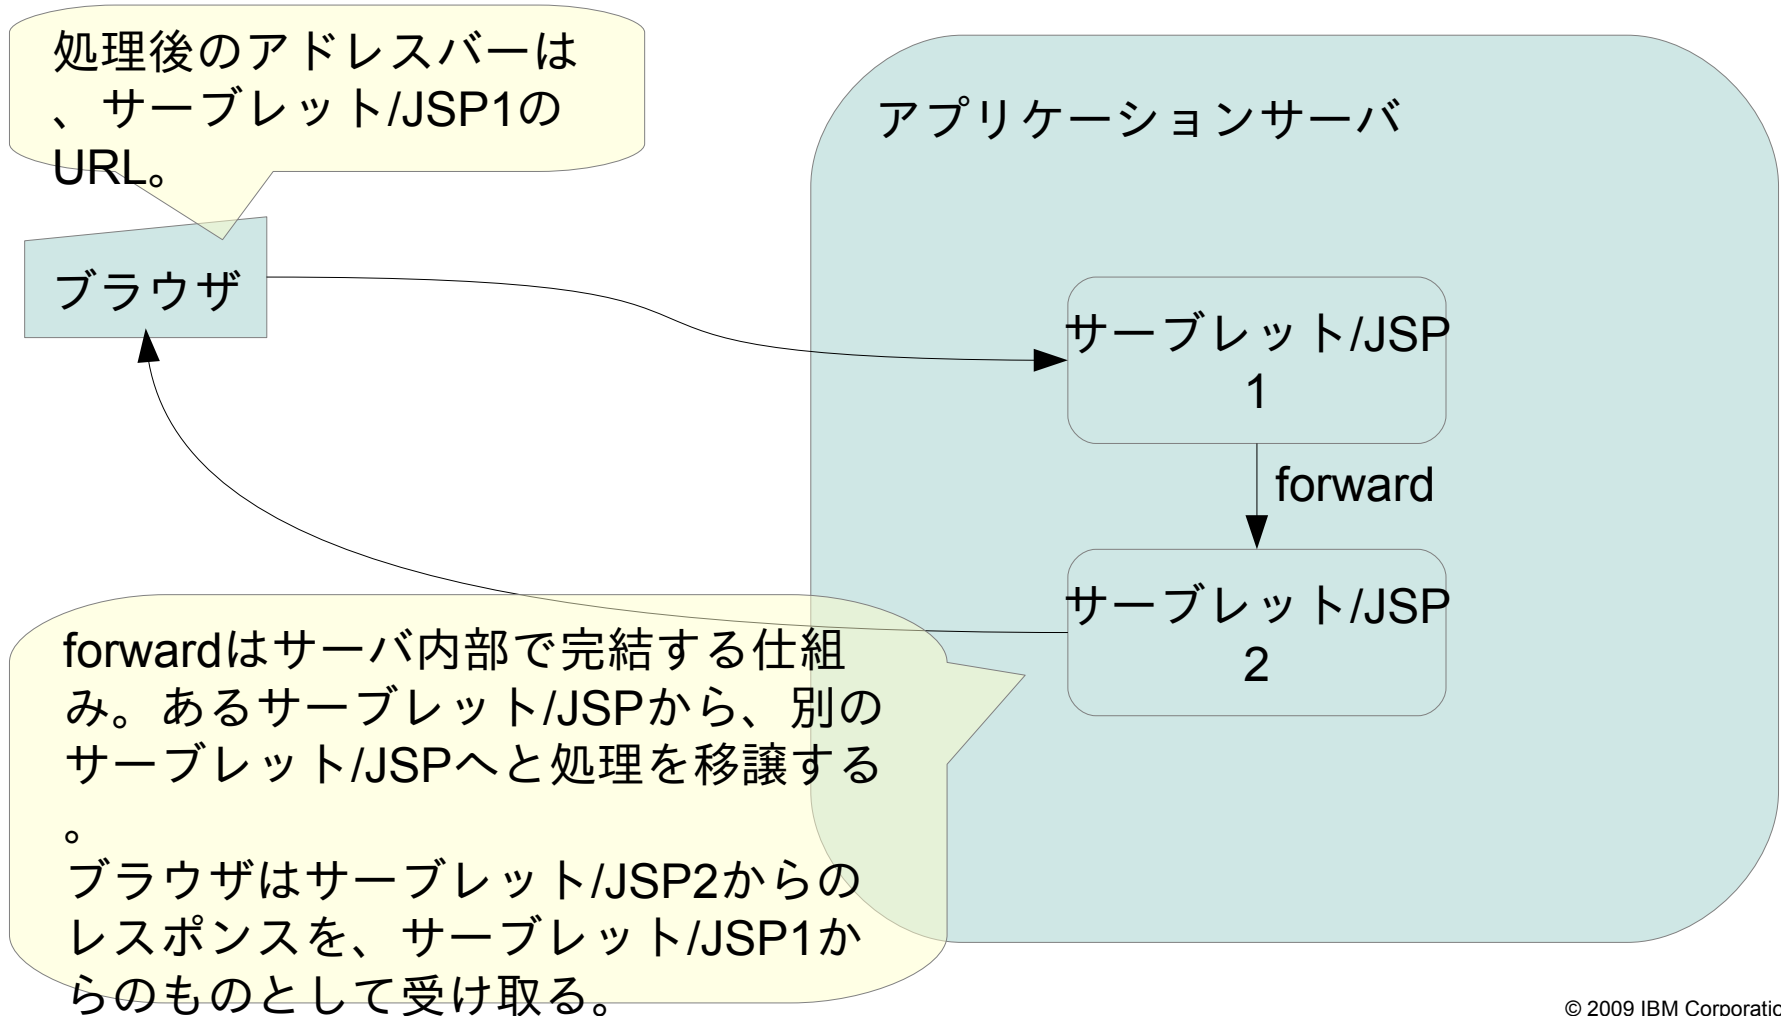 処理後のアドレスバーは
、サーブレット/JSP1の
URL。
アプリケーションサーバ
ブラウザ
サーブレット/JSP
1
forward
サーブレット/JSP
2
forwardはサーバ内部で完結する仕組
み。あるサーブレット/JSPから、別の
サーブレット/JSPへと処理を移譲する
。
ブラウザはサーブレット/JSP2からの
レスポンスを、サーブレット/JSP1か
らのものとして受け取る。
© 2009 IBM Corporatio